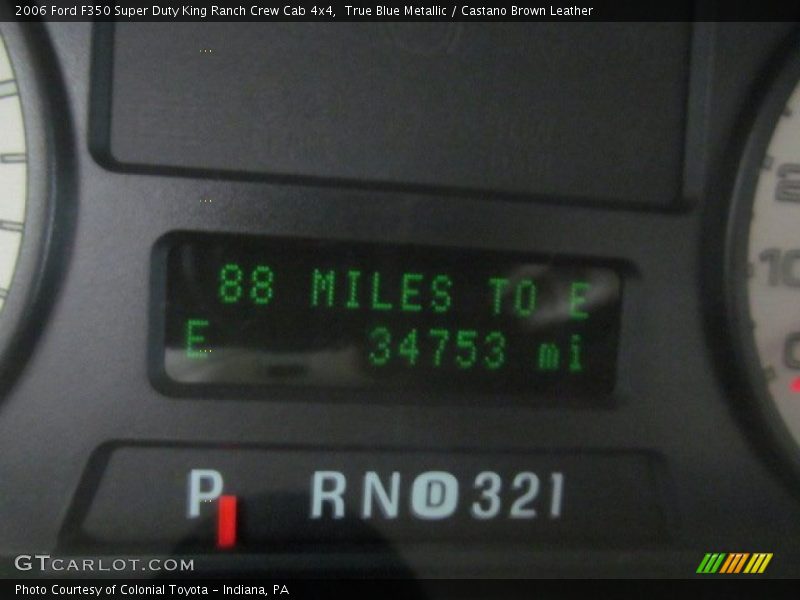 2006 Ford F350 Super Duty King Ranch Crew Cab 4x4,  True Blue Metallic / Castano Brown Leather
88 MILES TO E
E 34753 mi
P RND321
GTCARLOT.COM
Photo Courtesy of Colonial Toyota - Indiana, PA